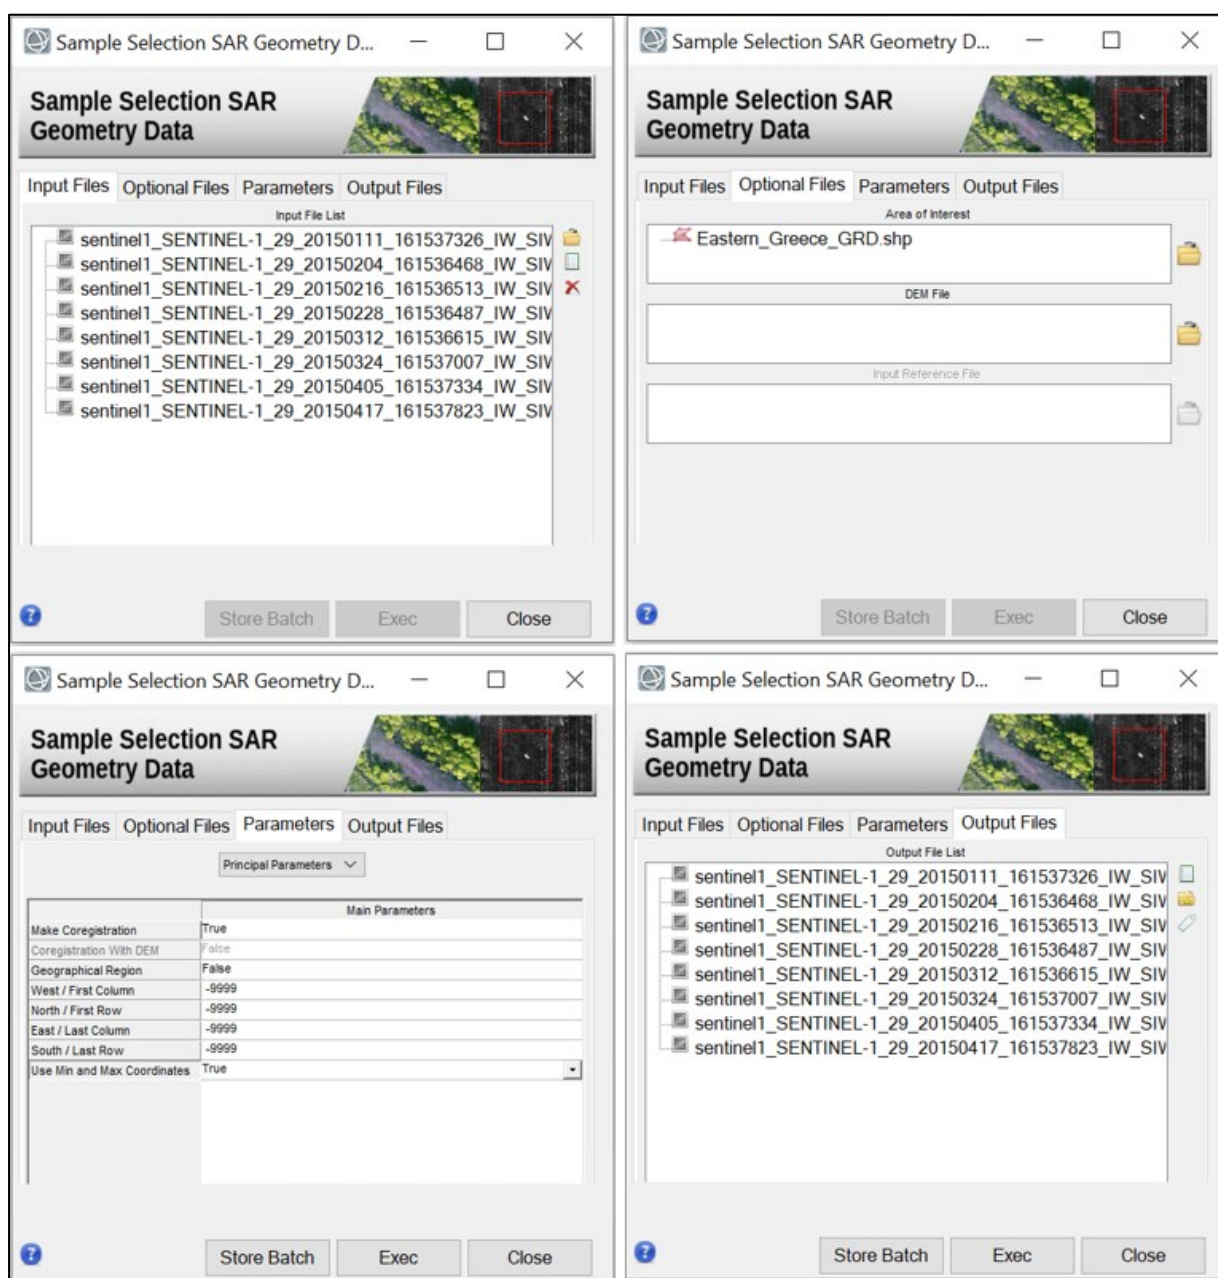 Sample Selection SAR Geometry D...
Sample Selection SAR
Geometry Data
Input Files Optional Files Parameters Output Files
Input File List
sentinel1_SENTINEL-1_29_20150111_161537326_IW_SIV
sentinel1_SENTINEL-1_29_20150204_161536468_IW_SIV
sentinel1_SENTINEL-1_29_20150216_161536513_IW_SIV
sentinel1_SENTINEL-1_29_20150228_161536487_IW_SIV
sentinel1_SENTINEL-1_29_20150312_161536615_IW_SIV
sentinel1_SENTINEL-1_29_20150324_161537007_IW_SIV
sentinel1_SENTINEL-1_29_20150405_161537334_IW_SIV
sentinel1_SENTINEL-1_29_20150417_161537823_IW_SIV
Store Batch Exec Close
Sample Selection SAR Geometry D...
Sample Selection SAR
Geometry Data
Input Files Optional Files Parameters Output Files
Area of Interest
Eastern_Greece_GRD.shp
DEM File
Input Reference File
Store Batch Exec Close
Sample Selection SAR Geometry D...
Sample Selection SAR
Geometry Data
Input Files Optional Files Parameters Output Files
Principal Parameters
Main Parameters
Make Coregistration True
Coregistration With DEM False
Geographical Region False
West / First Column -9999
North / First Row -9999
East / Last Column -9999
South / Last Row -9999
Use Min and Max Coordinates True
Store Batch Exec Close
Sample Selection SAR Geometry D...
Sample Selection SAR
Geometry Data
Input Files Optional Files Parameters Output Files
Output File List
sentinel1_SENTINEL-1_29_20150111_161537326_IW_SIV
sentinel1_SENTINEL-1_29_20150204_161536468_IW_SIV
sentinel1_SENTINEL-1_29_20150216_161536513_IW_SIV
sentinel1_SENTINEL-1_29_20150228_161536487_IW_SIV
sentinel1_SENTINEL-1_29_20150312_161536615_IW_SIV
sentinel1_SENTINEL-1_29_20150324_161537007_IW_SIV
sentinel1_SENTINEL-1_29_20150405_161537334_IW_SIV
sentinel1_SENTINEL-1_29_20150417_161537823_IW_SIV
Store Batch Exec Close